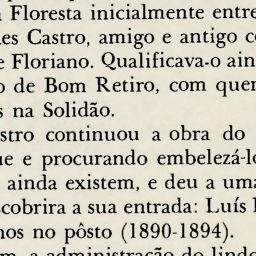 Floresta inicialmente entre
es Castro, amigo e antigo c
e Floriano. Qualificava-o ain
o de Bom Retiro, com quem
s na Solidão.
stro continuou a obra do
ue e procurando embelezá-lo
ainda existem, e deu a uma
cobrira a sua entrada: Luís
nos no pôsto (1890-1894).
a administração do lindo